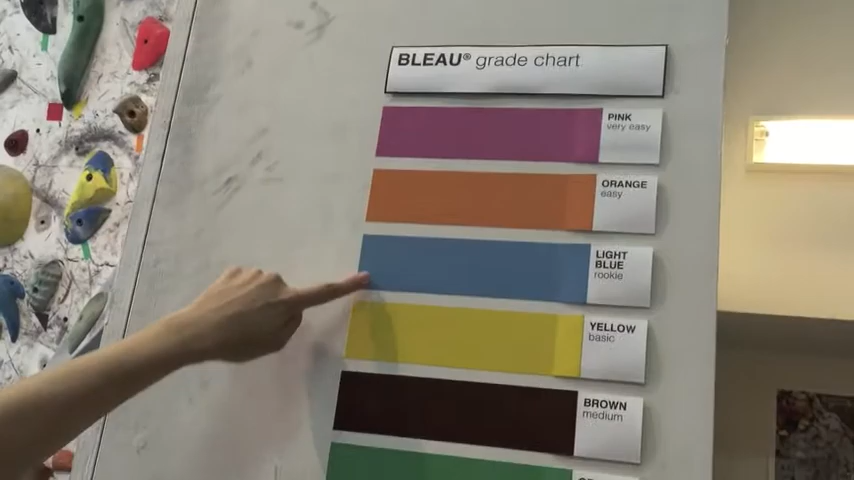 BLEAU® grade chart
PINK
very easy
ORANGE
easy
LIGHT
BLUE
rookie
YELLOW
basic
BROWN
medium